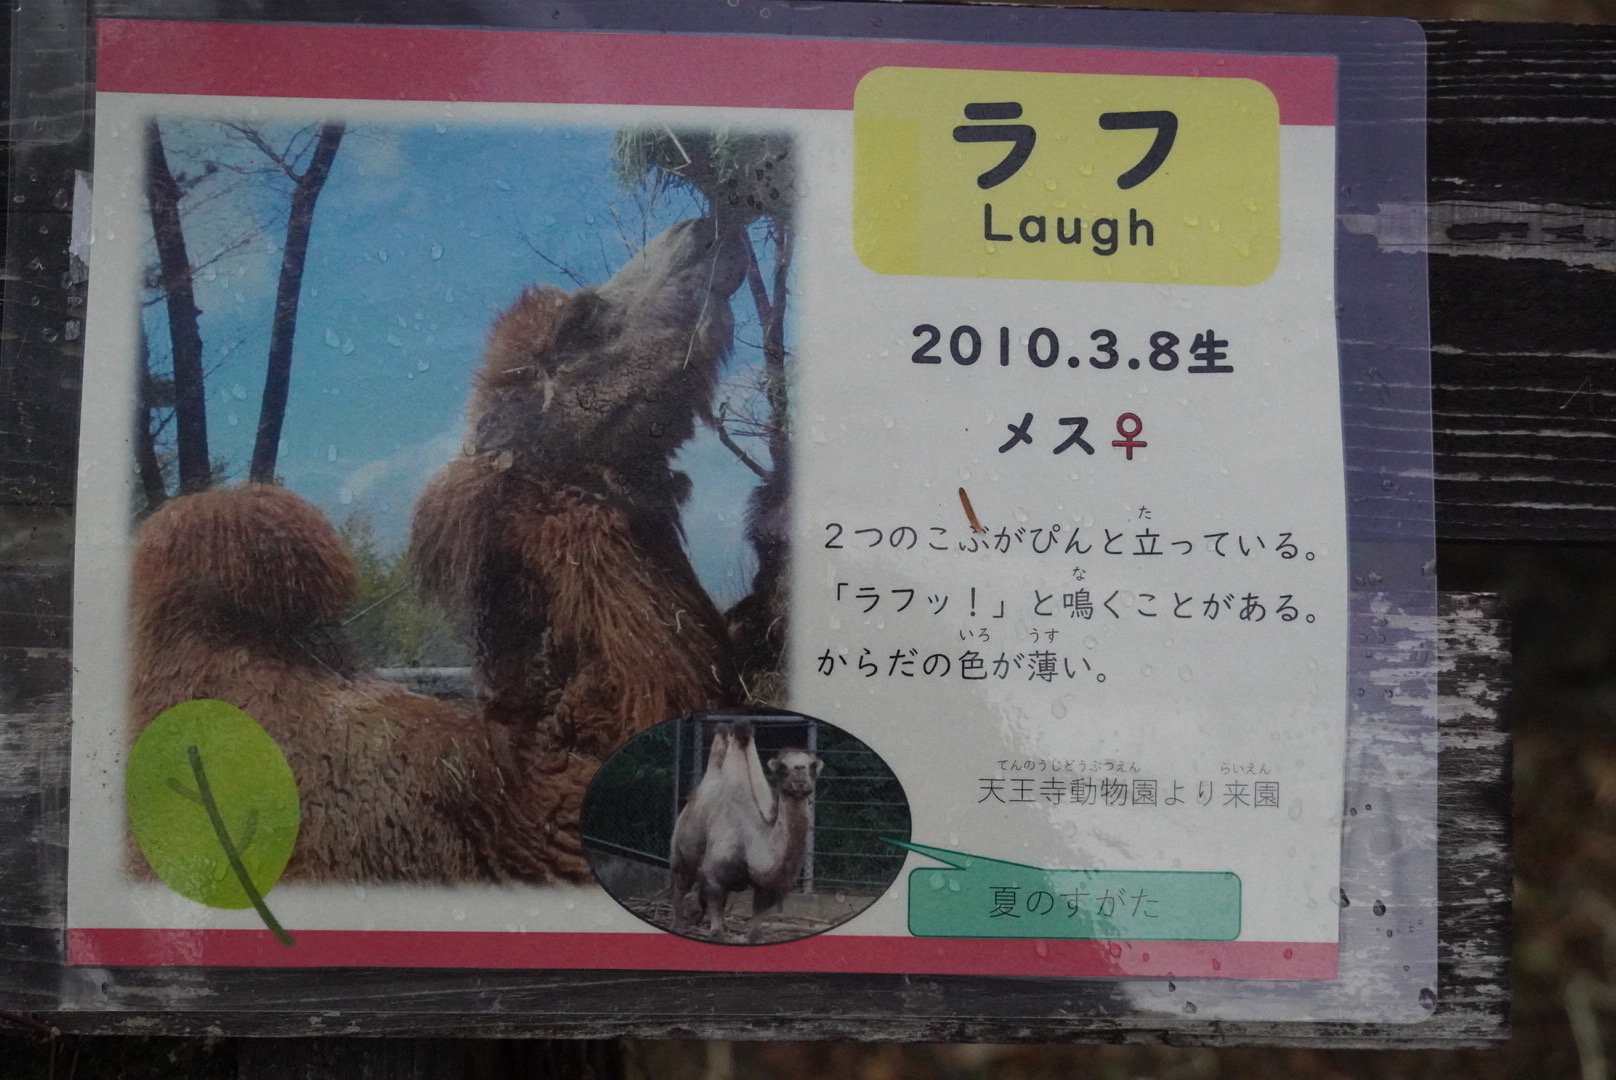 ラフ
Laugh
2010.3.8生
メス♀
2つのこぶがぴんと立っている。
た
「ラフッ！」と鳴くことがある。
な
からだの色が薄い。
いろ うす
天王寺動物園より来園
てんのうじどうぶつえん らいえん
夏のすがた